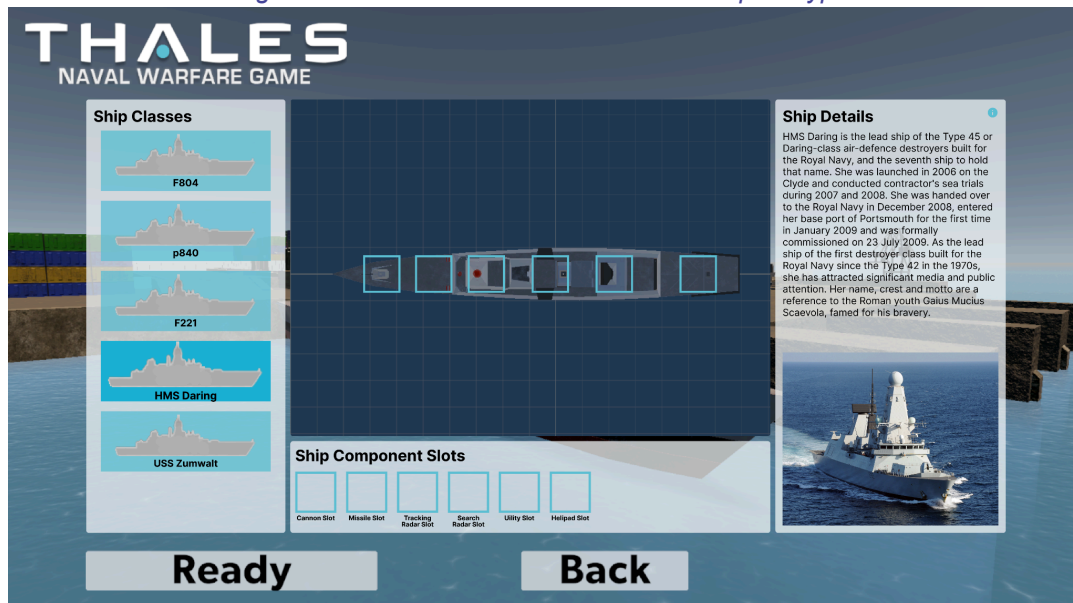 THALES
NAVAL WARFARE GAME
Ship Classes
F804
p840
F221
HMS Daring
USS Zumwalt
Ship Component Slots
Cannon Slot
Missile Slot
Tracking
Radar Slot
Search
Radar Slot
Uility Slot
Helipad Slot
Ship Details
HMS Daring is the lead ship of the Type 45 or
Daring-class air-defence destroyers built for
the Royal Navy, and the seventh ship to hold
that name. She was launched in 2006 on the
Clyde and conducted contractor's sea trials
during 2007 and 2008. She was handed over
to the Royal Navy in December 2008, entered
her base port of Portsmouth for the first time
in January 2009 and was formally
commissioned on 23 July 2009. As the lead
ship of the first destroyer class built for the
Royal Navy since the Type 42 in the 1970s,
she has attracted significant media and public
attention. Her name, crest and motto are a
reference to the Roman youth Gaius Mucius
Scaevola, famed for his bravery.
Ready
Back